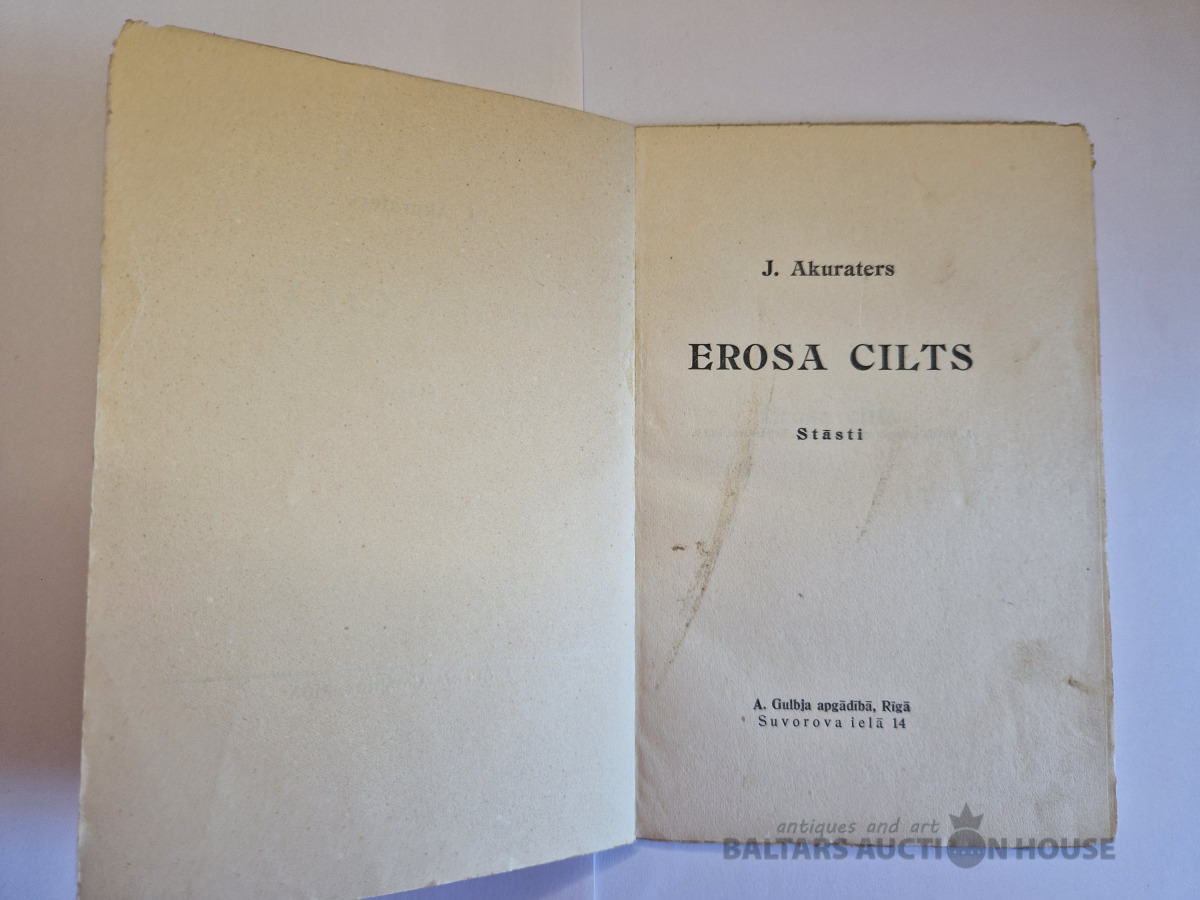 J. Akuraters
EROSA CILTS
Stāsti
A. Gulbja apgādībā, Rīgā
Suvorova ielā 14
antiques and art
BALTARS AUCTION HOUSE